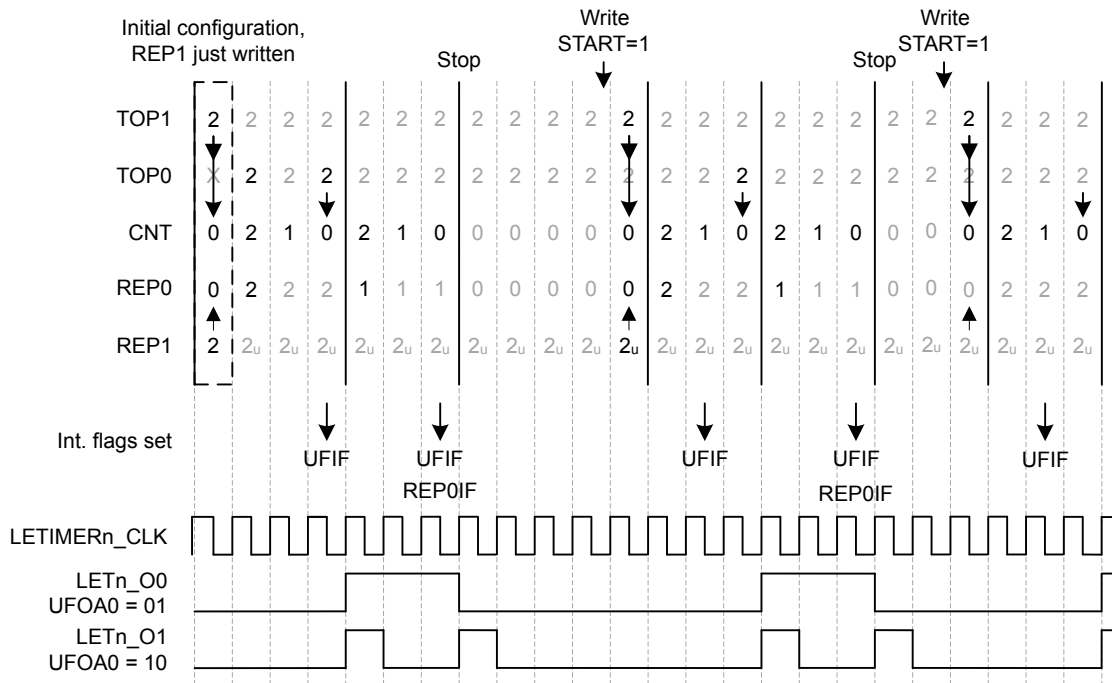 Initial configuration,
REP1 just written
Stop
Write
START=1
Stop
Write
START=1
TOP1 2 2 2 2 2 2 2 2 2 2 2 2 2 2 2 2 2 2 2 2 2 2 2 2
TOP0 X 2 2 2 2 2 2 2 2 2 2 2 2 2 2 2 2 2 2 2 2 2 2 2
CNT 0 2 1 0 2 1 0 0 0 0 0 0 2 1 0 2 1 0 0 0 0 2 1 0
REP0 0 2 2 2 1 1 1 0 0 0 0 0 2 2 2 1 1 1 0 0 0 2 2 2
REP1 2 2u 2u 2u 2u 2u 2u 2u 2u 2u 2u 2u 2u 2u 2u 2u 2u 2u 2u 2u 2u 2u 2u 2u
Int. flags set
UFIF UFIF UFIF UFIF UFIF
REP0IF REP0IF
LETIMERn_CLK
LETn_O0
UFOA0 = 01
LETn_O1
UFOA0 = 10